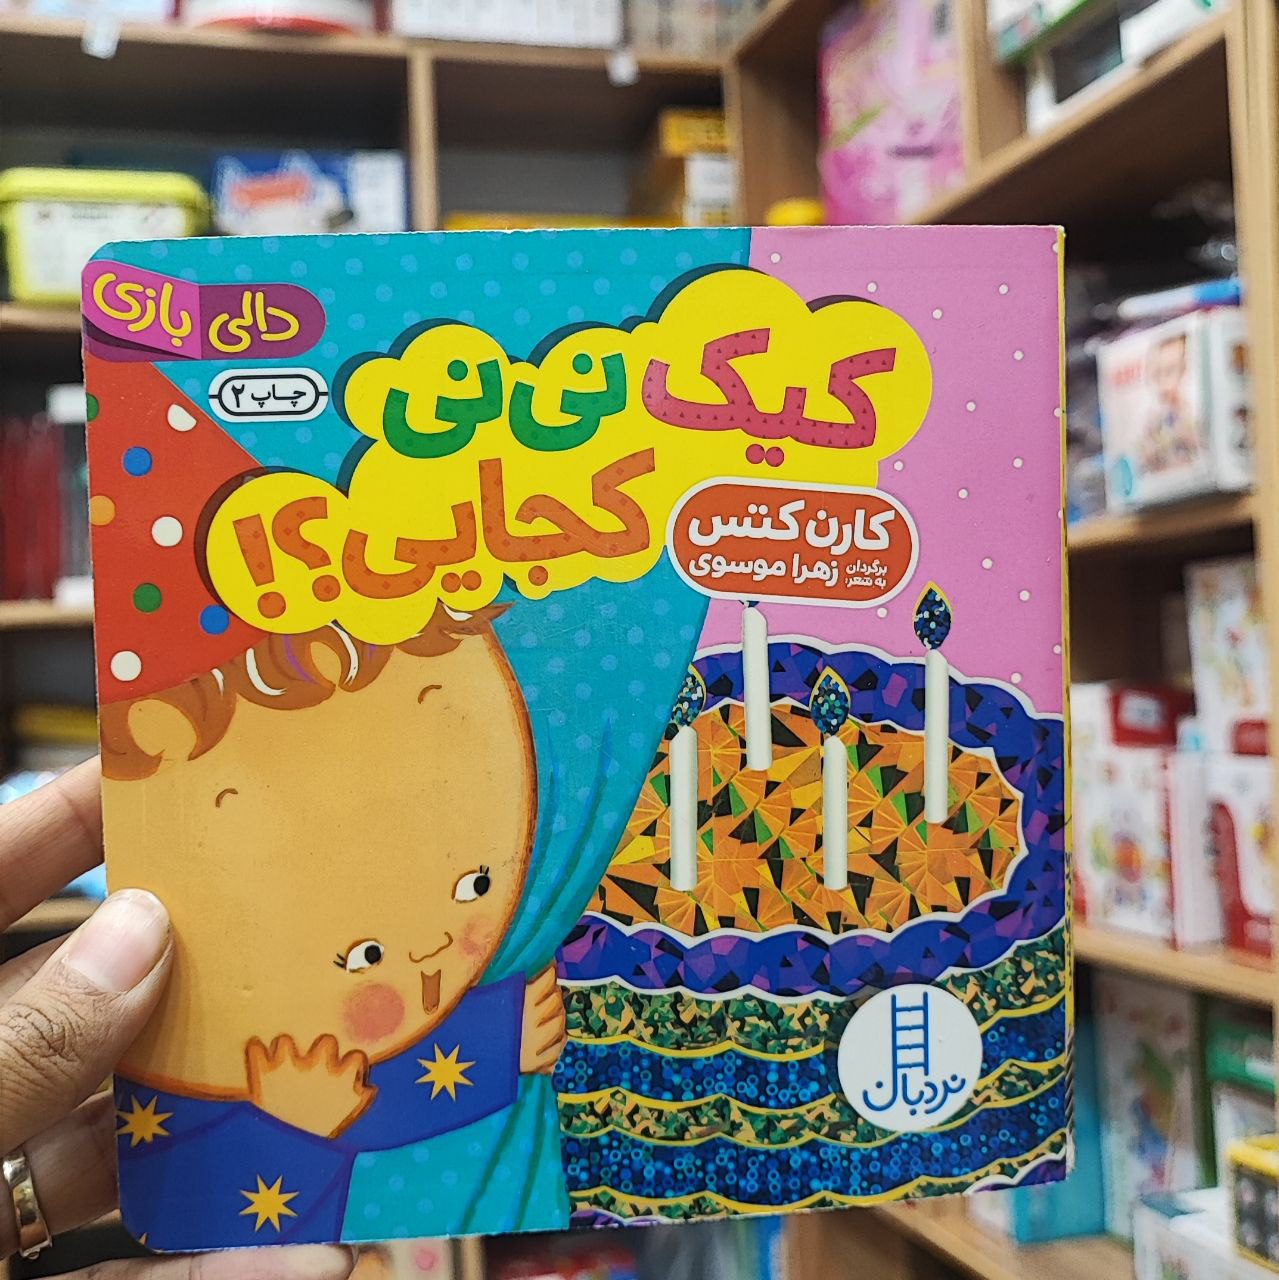 دالی بازی
چاپ ۲
کیک نی نی
کجایی؟!
کارن کتس
برگردان به شعر: زهرا موسوی
نردبان